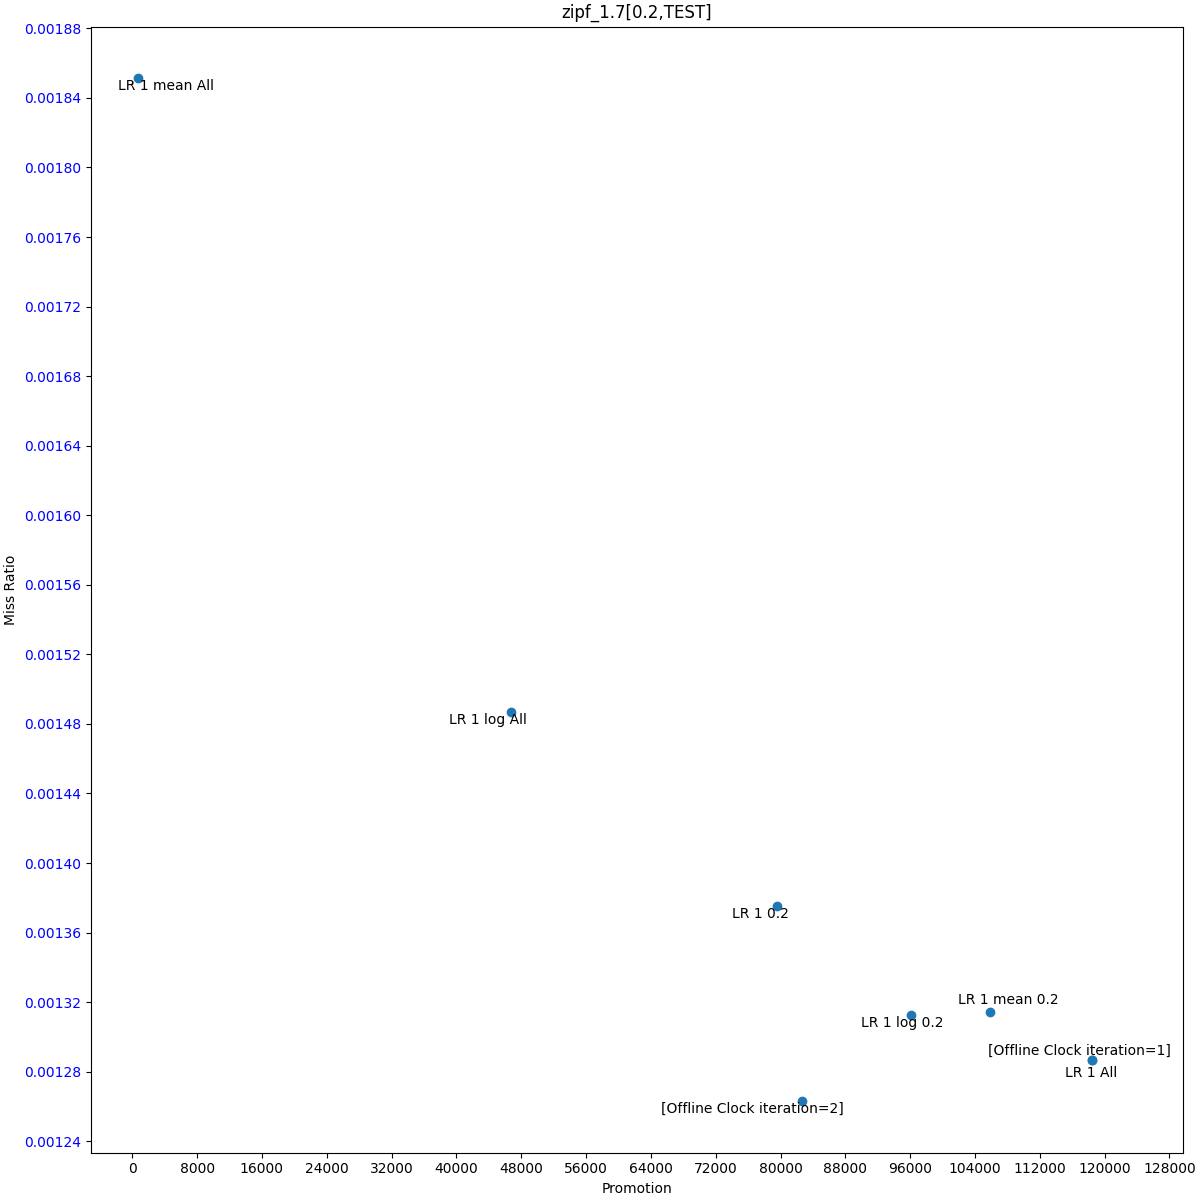 zipf_1.7[0.2,TEST]
0.00188
0.00184
0.00180
0.00176
0.00172
0.00168
0.00164
0.00160
0.00156
0.00152
0.00148
0.00144
0.00140
0.00136
0.00132
0.00128
0.00124
Miss Ratio
LR 1 mean All
LR 1 log All
LR 1 0.2
LR 1 mean 0.2
LR 1 log 0.2
[Offline Clock iteration=1]
LR 1 All
[Offline Clock iteration=2]
0 8000 16000 24000 32000 40000 48000 56000 64000 72000 80000 88000 96000 104000 112000 120000 128000
Promotion